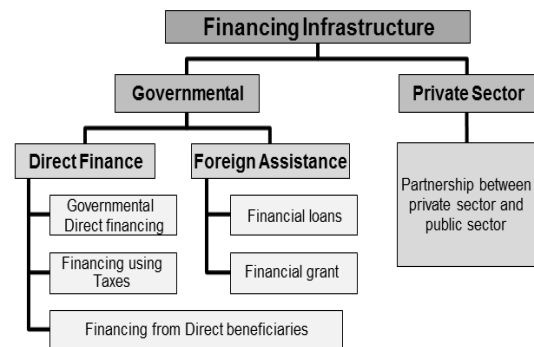 Financing Infrastructure
Governmental
Private Sector
Direct Finance
Foreign Assistance
Partnership between
private sector and
public sector
Governmental
Direct financing
Financial loans
Financing using
Taxes
Financial grant
Financing from Direct beneficiaries